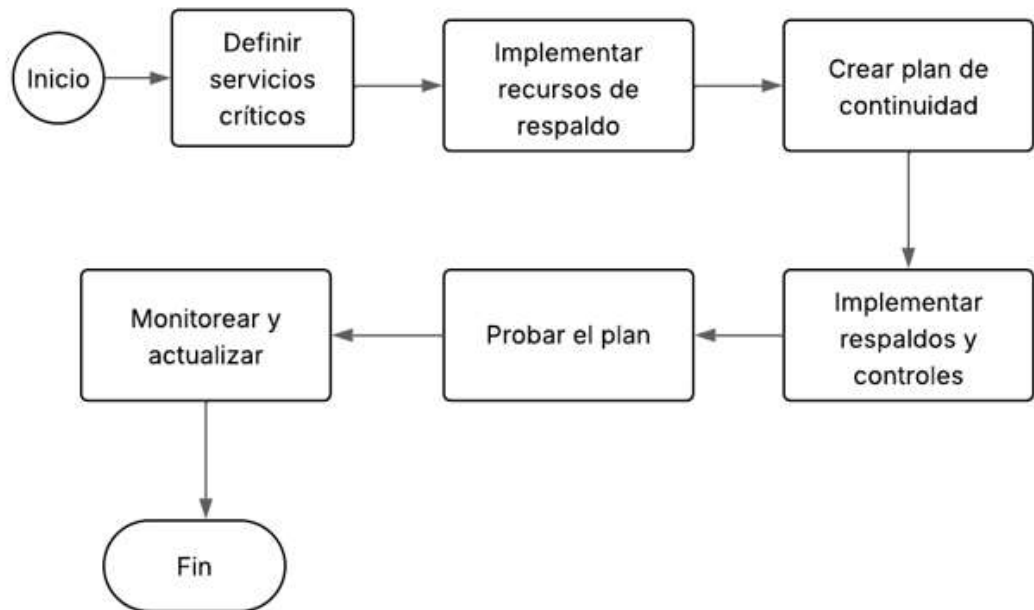 Inicio
Definir
servicios
críticos
Implementar
recursos de
respaldo
Crear plan de
continuidad
Implementar
respaldos y
controles
Probar el plan
Monitorear y
actualizar
Fin